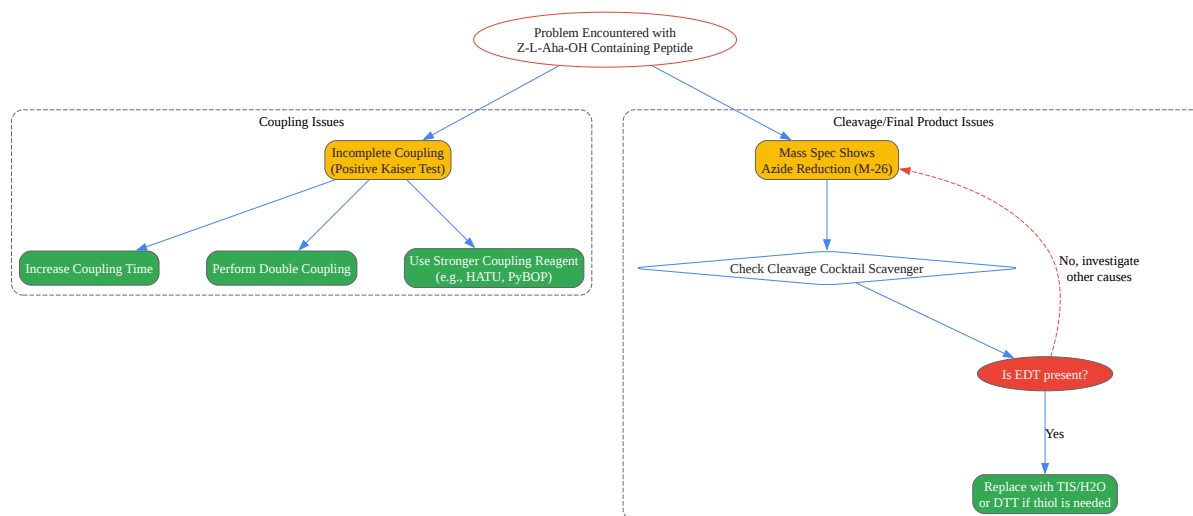 Problem Encountered with
Z-L-Aha-OH Containing Peptide
Coupling Issues
Incomplete Coupling
(Positive Kaiser Test)
Increase Coupling Time
Perform Double Coupling
Use Stronger Coupling Reagent
(e.g., HATU, PyBOP)
Cleavage/Final Product Issues
Mass Spec Shows
Azide Reduction (M-26)
Check Cleavage Cocktail Scavenger
No, investigate
other causes
Is EDT present?
Yes
Replace with TIS/H2O
or DTT if thiol is needed